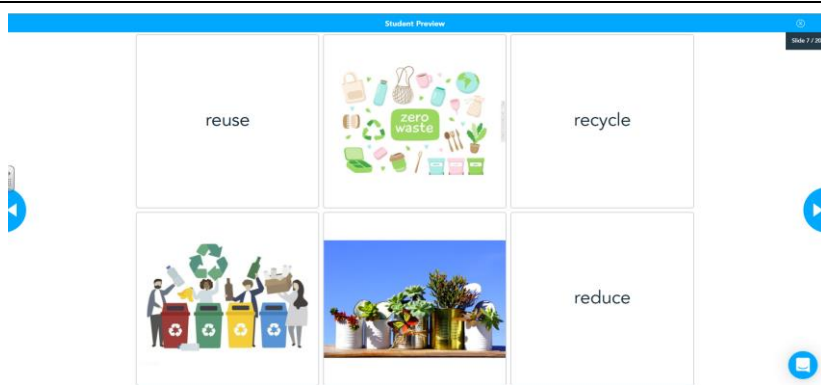 Student Preview
Slide 7 / 20
reuse
zero
waste
recycle
reduce